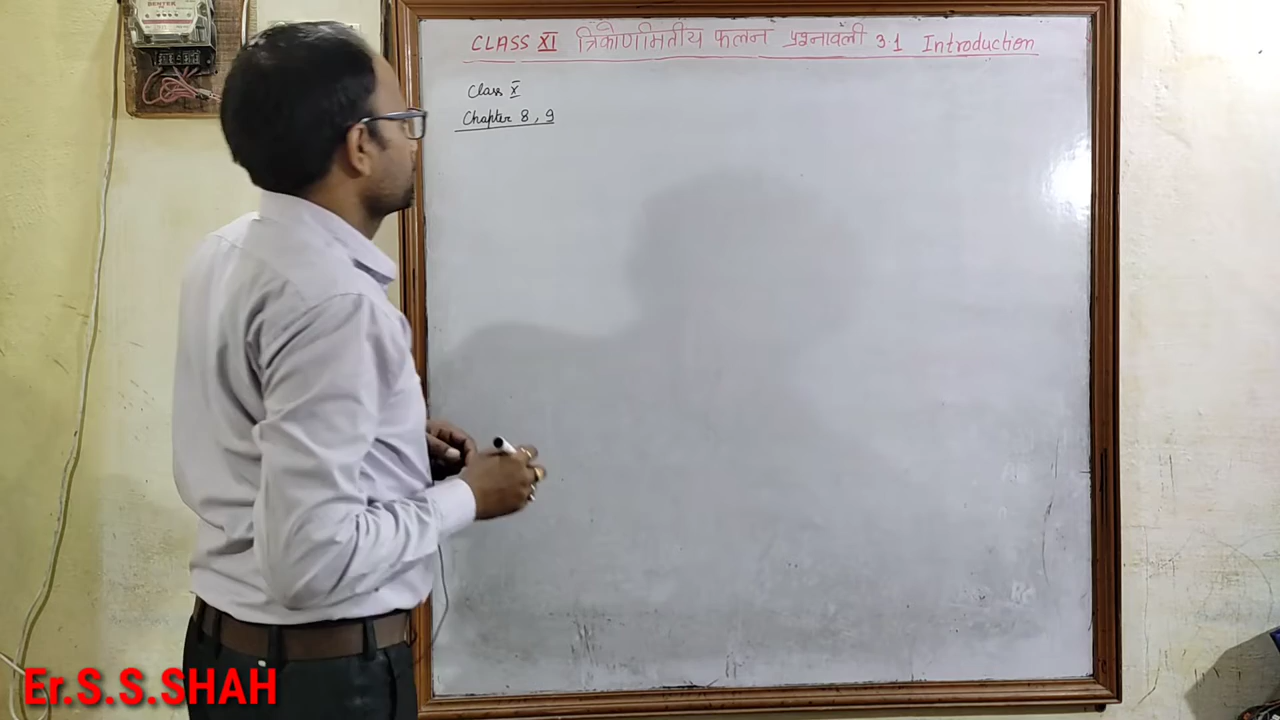 CLASS XI त्रिकोणमितीय फलन प्रश्नावली 3.1 Introduction
Class X
Chapter 8, 9
Er.S.S.SHAH